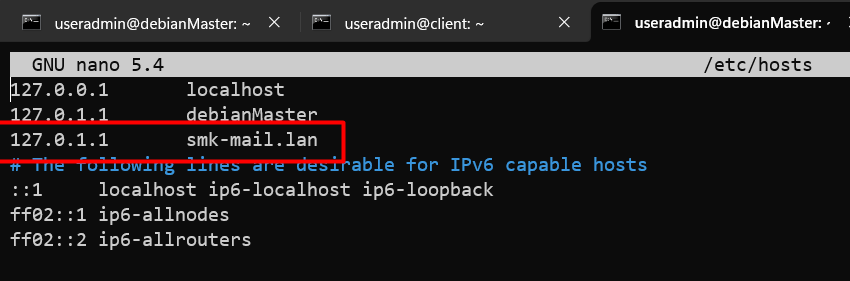 useradmin@debianMaster: ~
useradmin@client: ~
useradmin@debianMaster: ~
GNU nano 5.4 /etc/hosts
127.0.0.1 localhost
127.0.1.1 debianMaster
127.0.1.1 smk-mail.lan
# The following lines are desirable for IPv6 capable hosts
::1 localhost ip6-localhost ip6-loopback
ff02::1 ip6-allnodes
ff02::2 ip6-allrouters